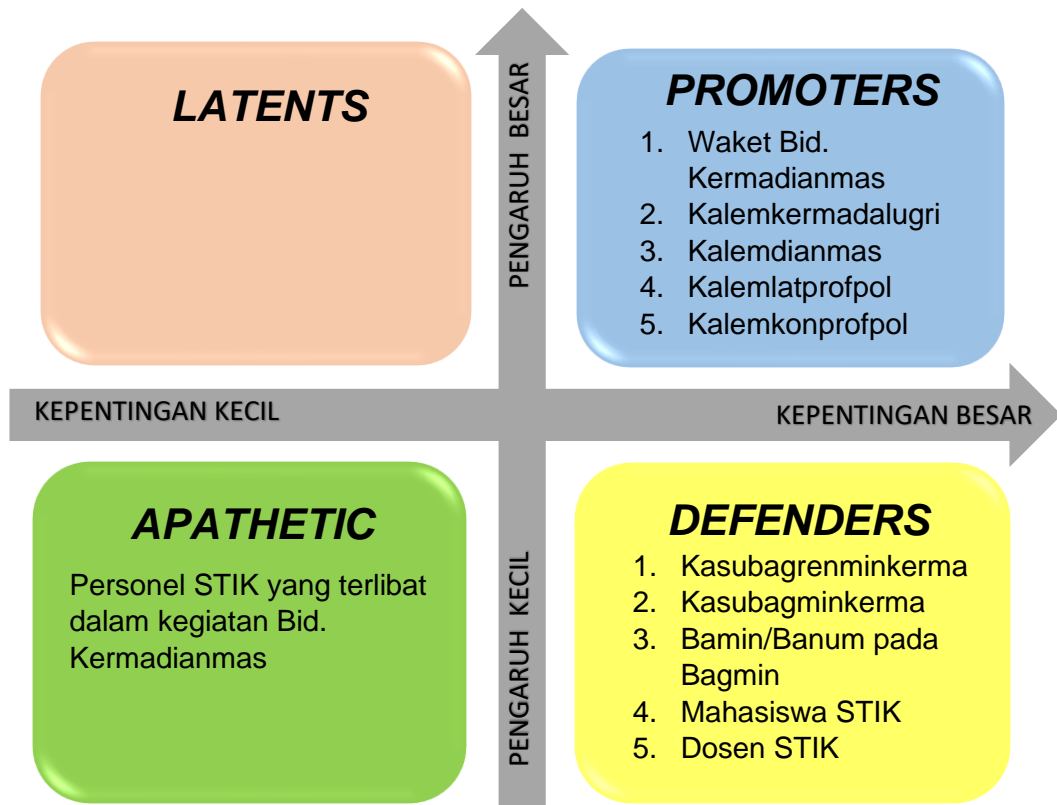 LATENTS
PENGARUH BESAR
PROMOTERS
1. Waket Bid.
Kermadianmas
2. Kalemkermadalugri
3. Kalemdianmas
4. Kalemlatprofpol
5. Kalemkonprofpol
KEPENTINGAN KECIL
KEPENTINGAN BESAR
APATHETIC
Personel STIK yang terlibat
dalam kegiatan Bid.
Kermadianmas
PENGARUH KECIL
DEFENDERS
1. Kasubagrenminkerma
2. Kasubagminkerma
3. Bamin/Banum pada
Bagmin
4. Mahasiswa STIK
5. Dosen STIK